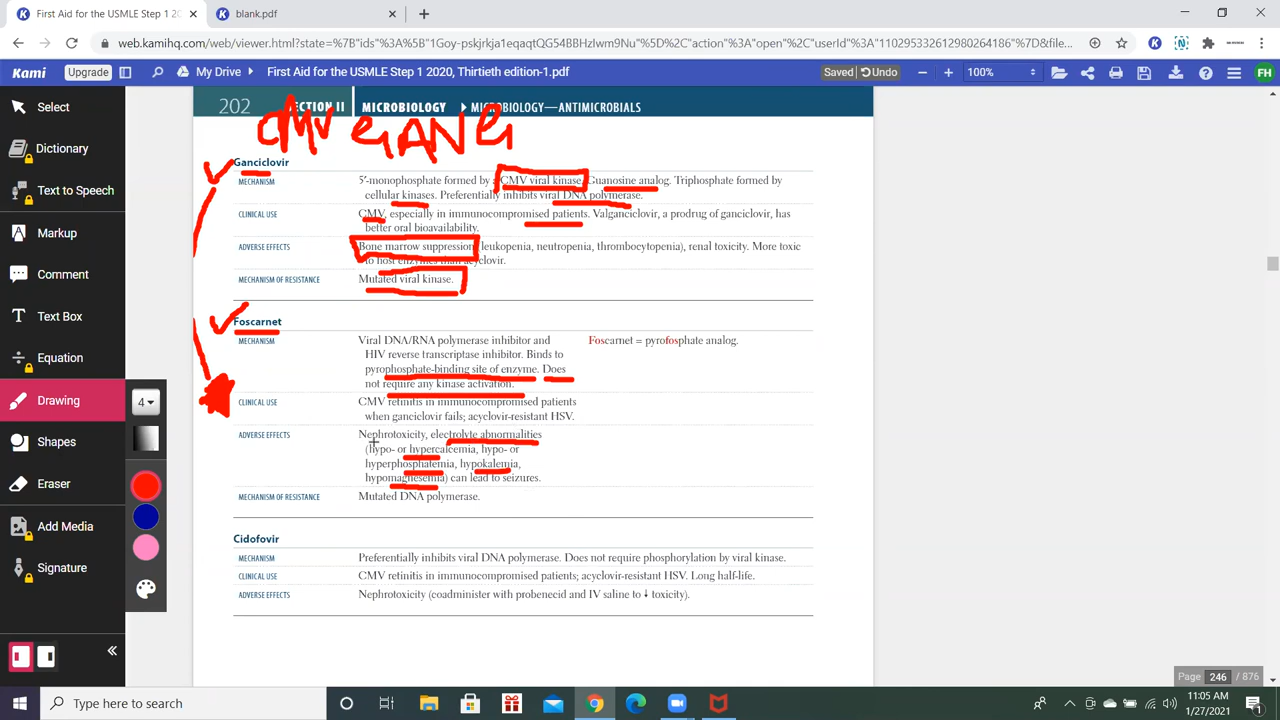 First Aid for the USMLE Step 1 20
blank.pdf
web.kamihq.com/web/viewer.html?state=%7B"ids"%3A%5B"1Goy-pskjrkja1eqaqtQG54BBHzIwm9Nu"%5D%2C"action"%3A"open"%2C"userId"%3A"110295332612980264186"%7D&file...
Kami Upgrade My Drive First Aid for the USMLE Step 1 2020, Thirtieth edition-1.pdf Saved Undo 100% FH
Select
Dictionary
Text to Speech
Markup
Comment
Text Box
Equation
Drawing
Shapes
Eraser
Add Media
Signature
4
202 SECTION II MICROBIOLOGY MICROBIOLOGY—ANTIMICROBIALS
CMV GANG
Ganciclovir
MECHANISM 5′-monophosphate formed by a CMV viral kinase. Guanosine analog. Triphosphate formed by
cellular kinases. Preferentially inhibits viral DNA polymerase.
CLINICAL USE CMV, especially in immunocompromised patients. Valganciclovir, a prodrug of ganciclovir, has
better oral bioavailability.
ADVERSE EFFECTS Bone marrow suppression (leukopenia, neutropenia, thrombocytopenia), renal toxicity. More toxic
to host enzymes than acyclovir.
MECHANISM OF RESISTANCE Mutated viral kinase.
Foscarnet
MECHANISM Viral DNA/RNA polymerase inhibitor and Foscarnet = pyrofosphate analog.
HIV reverse transcriptase inhibitor. Binds to
pyrophosphate-binding site of enzyme. Does
not require any kinase activation.
CLINICAL USE CMV retinitis in immunocompromised patients
when ganciclovir fails; acyclovir-resistant HSV.
ADVERSE EFFECTS Nephrotoxicity, electrolyte abnormalities
(hypo- or hypercalcemia, hypo- or
hyperphosphatemia, hypokalemia,
hypomagnesemia) can lead to seizures.
MECHANISM OF RESISTANCE Mutated DNA polymerase.
Cidofovir
MECHANISM Preferentially inhibits viral DNA polymerase. Does not require phosphorylation by viral kinase.
CLINICAL USE CMV retinitis in immunocompromised patients; acyclovir-resistant HSV. Long half-life.
ADVERSE EFFECTS Nephrotoxicity (coadminister with probenecid and IV saline to ↓ toxicity).
Page 246 / 876
Type here to search
11:05 AM
1/27/2021